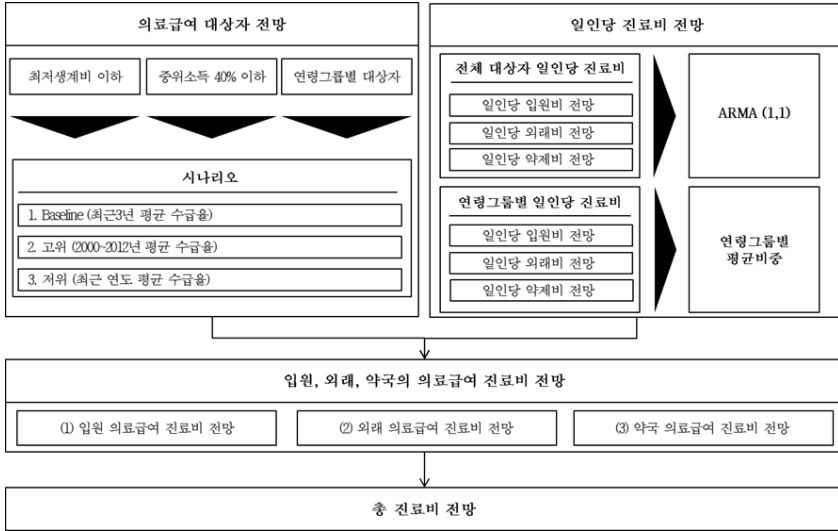 의료급여 대상자 전망
최저생계비 이하
중위소득 40% 이하
연령그룹별 대상자
시나리오
1. Baseline (최근3년 평균 수급율)
2. 고위 (2000~2012년 평균 수급율)
3. 저위 (최근 연도 평균 수급율)
일인당 진료비 전망
전체 대상자 일인당 진료비
일인당 입원비 전망
일인당 외래비 전망
일인당 약제비 전망
ARMA (1,1)
연령그룹별 일인당 진료비
일인당 입원비 전망
일인당 외래비 전망
일인당 약제비 전망
연령그룹별
평균비중
입원, 외래, 약국의 의료급여 진료비 전망
(1) 입원 의료급여 진료비 전망
(2) 외래 의료급여 진료비 전망
(3) 약국 의료급여 진료비 전망
총 진료비 전망